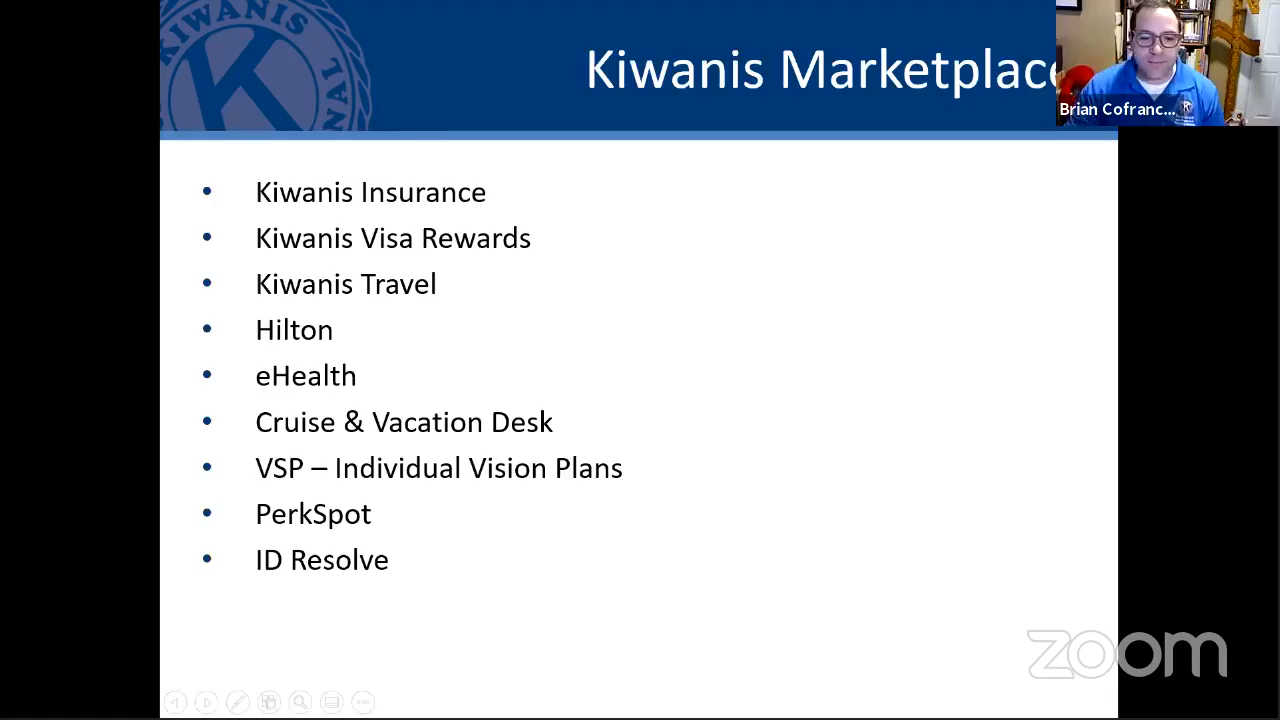 KIWANIS
Kiwanis Marketplace
Brian Cofranc...
• Kiwanis Insurance
• Kiwanis Visa Rewards
• Kiwanis Travel
• Hilton
• eHealth
• Cruise & Vacation Desk
• VSP – Individual Vision Plans
• PerkSpot
• ID Resolve
zoom